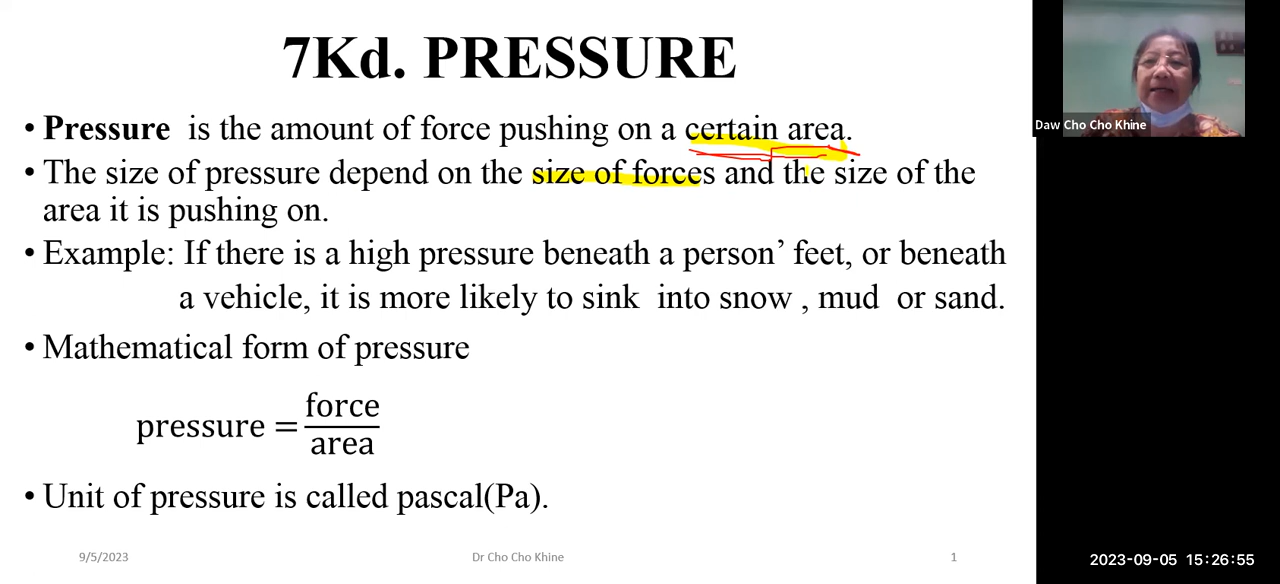 7Kd. PRESSURE
• Pressure is the amount of force pushing on a certain area.
• The size of pressure depend on the size of forces and the size of the
area it is pushing on.
• Example: If there is a high pressure beneath a person’ feet, or beneath
a vehicle, it is more likely to sink into snow , mud or sand.
• Mathematical form of pressure
pressure = force/area
• Unit of pressure is called pascal(Pa).
9/5/2023
Dr Cho Cho Khine
1
Daw Cho Cho Khine
2023-09-05 15:26:55